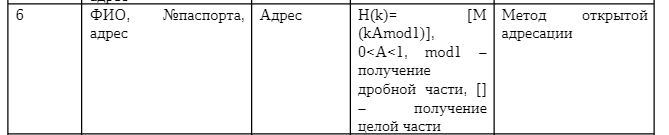 6 ФИО, №паспорта, Адрес H(k)= [M Метод открытой
адрес (kAmod1)], адресации
0<A<1, mod1 –
получение
дробной части, []
– получение
целой части